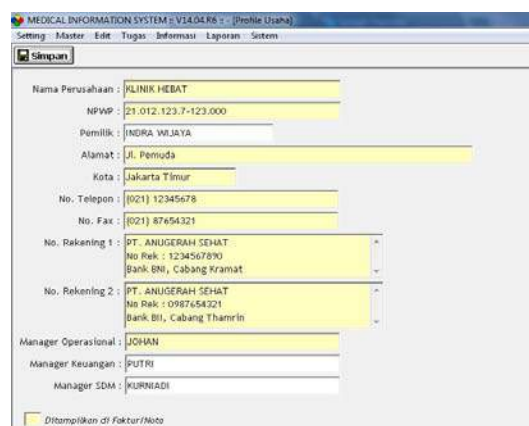 MEDICAL INFORMATION SYSTEM :: V14.04.R6 :: - [Profile Usaha]
Setting Master Edit Tugas Informasi Laporan Sistem
Simpan
Nama Perusahaan : KLINIK HEBAT
NPWP : 21.012.123.7-123.000
Pemilik : INDRA WIJAYA
Alamat : Jl. Pemuda
Kota : Jakarta Timur
No. Telepon : (021) 12345678
No. Fax : (021) 87654321
No. Rekening 1 : PT. ANUGERAH SEHAT
No Rek : 1234567890
Bank BNI, Cabang Kramat
No. Rekening 2 : PT. ANUGERAH SEHAT
No Rek : 0987654321
Bank BII, Cabang Thamrin
Manager Operasional : JOHAN
Manager Keuangan : PUTRI
Manager SDM : KURNIADI
Ditampilkan di Faktur/Nota